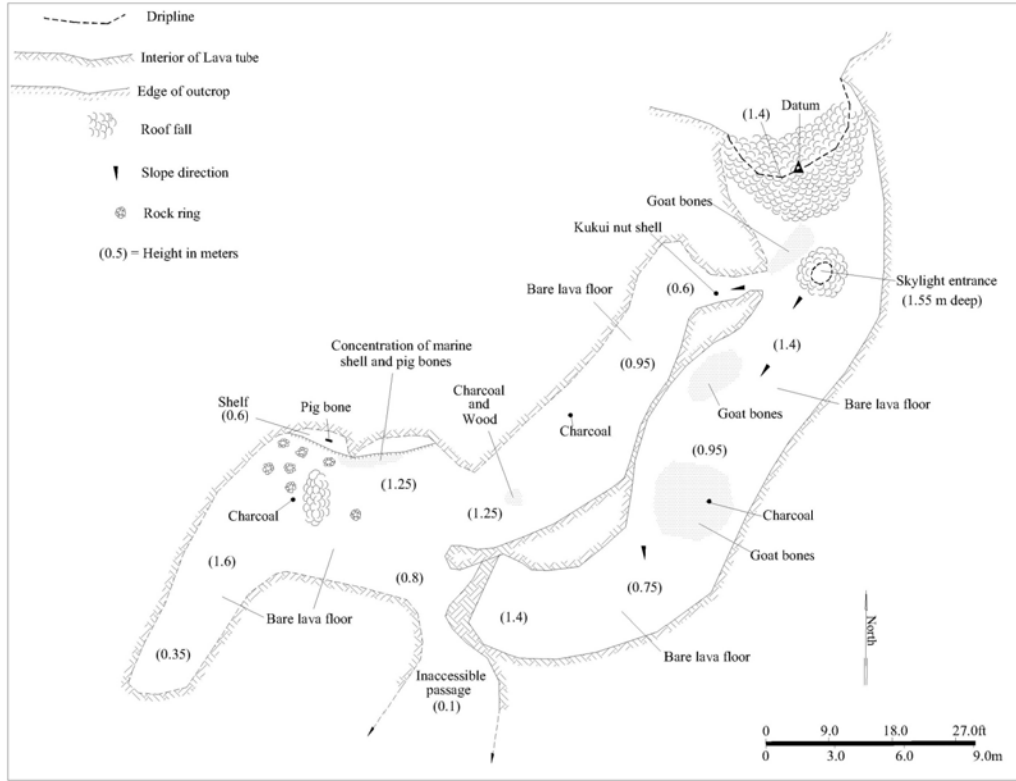 Dripline
Interior of Lava tube
Edge of outcrop
Roof fall
Slope direction
Rock ring
(0.5) = Height in meters
(1.4)
Datum
Goat bones
Kukui nut shell
Skylight entrance
(1.55 m deep)
(0.6)
Bare lava floor
(1.4)
(0.95)
Concentration of marine
shell and pig bones
Charcoal
and
Wood
Shelf
(0.6)
Pig bone
Goat bones
Bare lava floor
Charcoal
(0.95)
(1.25)
(1.25)
Charcoal
Charcoal
Goat bones
(1.6)
(0.8)
(0.75)
Bare lava floor
(1.4)
(0.35)
Bare lava floor
Inaccessible
passage
(0.1)
North
0 9.0 18.0 27.0ft
0 3.0 6.0 9.0m